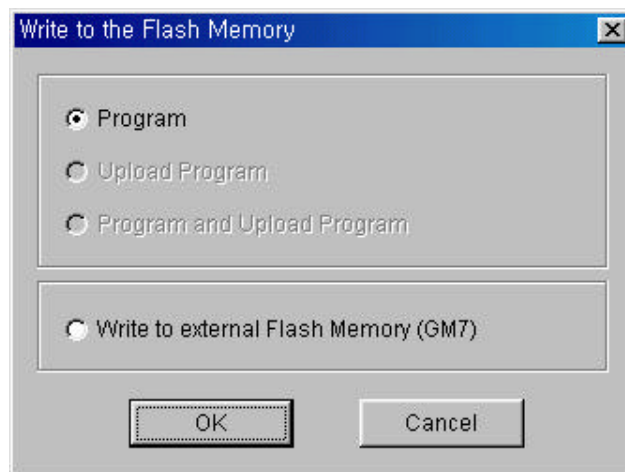 Write to the Flash Memory
Program
Upload Program
Program and Upload Program
Write to external Flash Memory (GM7)
OK
Cancel